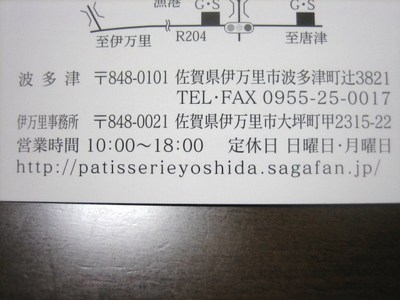 漁港
G・S
G・S
至伊万里
R204
至唐津
波多津 〒848-0101 佐賀県伊万里市波多津町辻3821
TEL・FAX 0955-25-0017
伊万里事務所 〒848-0021 佐賀県伊万里市大坪町甲2315-22
営業時間 10:00〜18:00 定休日 日曜日・月曜日
http://patisserieyoshida.sagafan.jp/